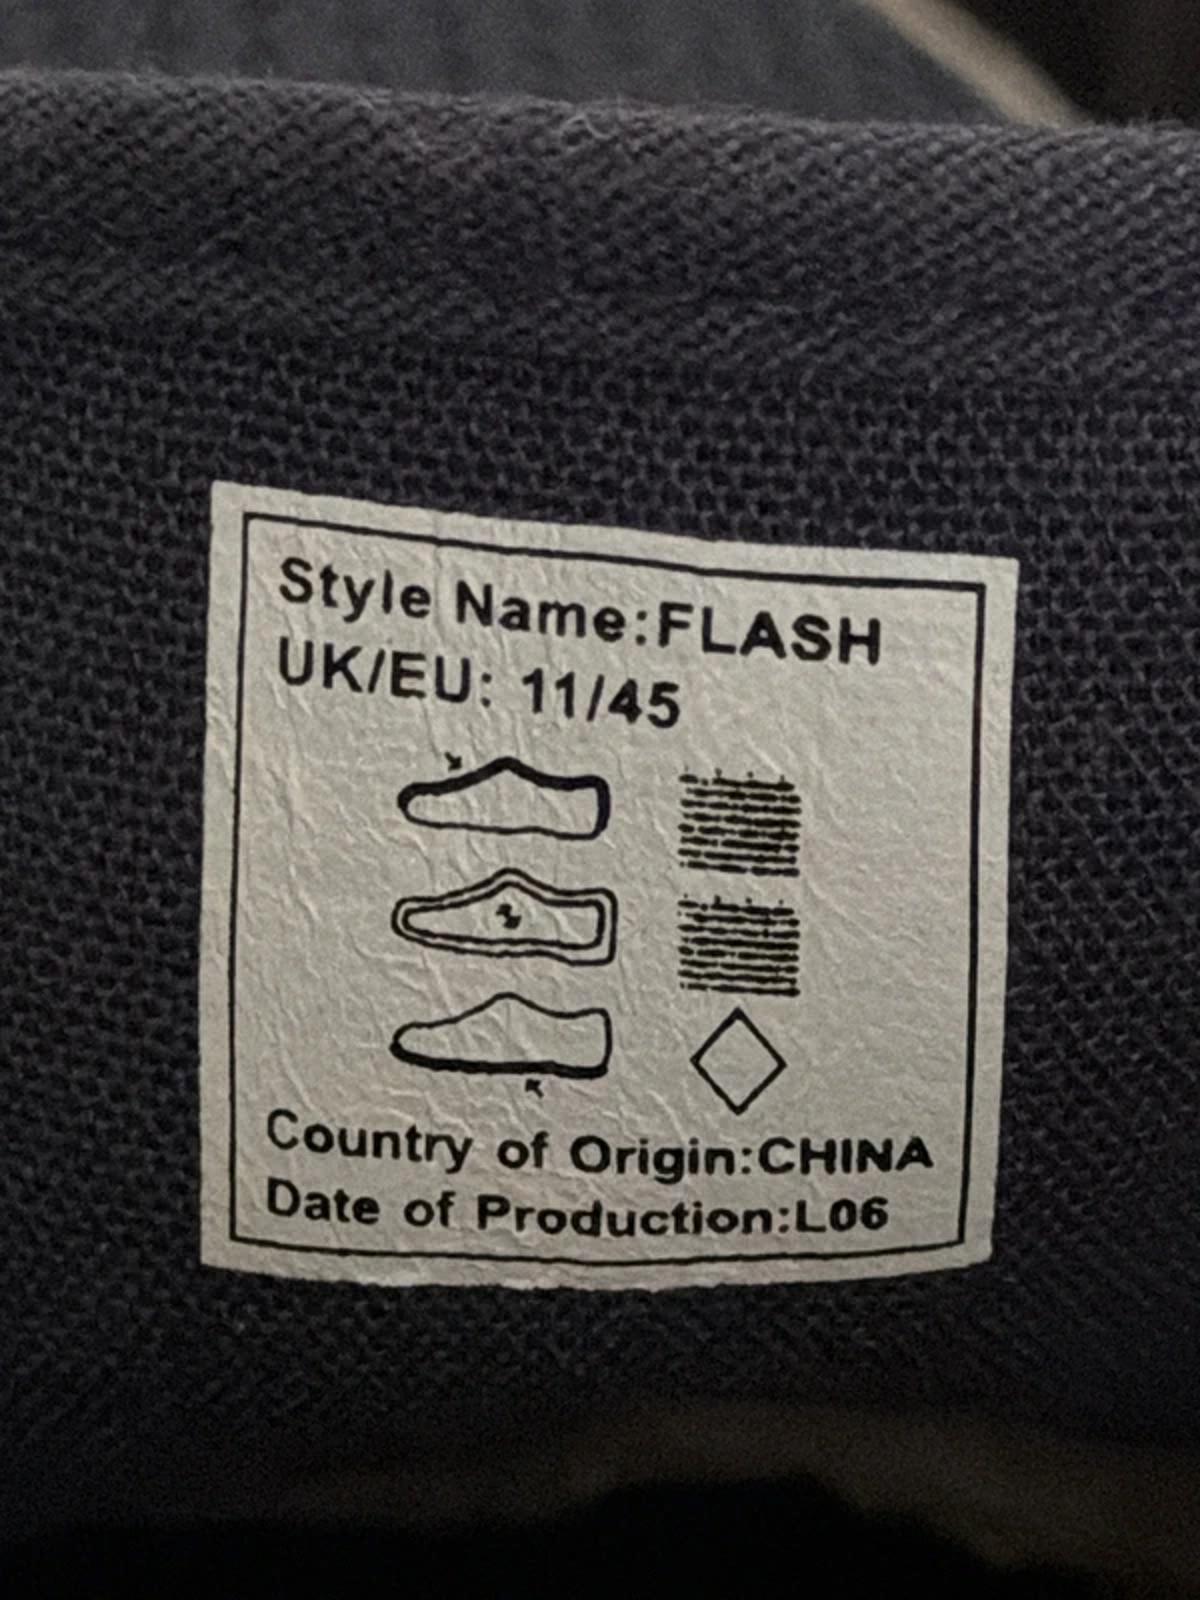 Style Name:FLASH
UK/EU: 11/45
Country of Origin:CHINA
Date of Production:L06